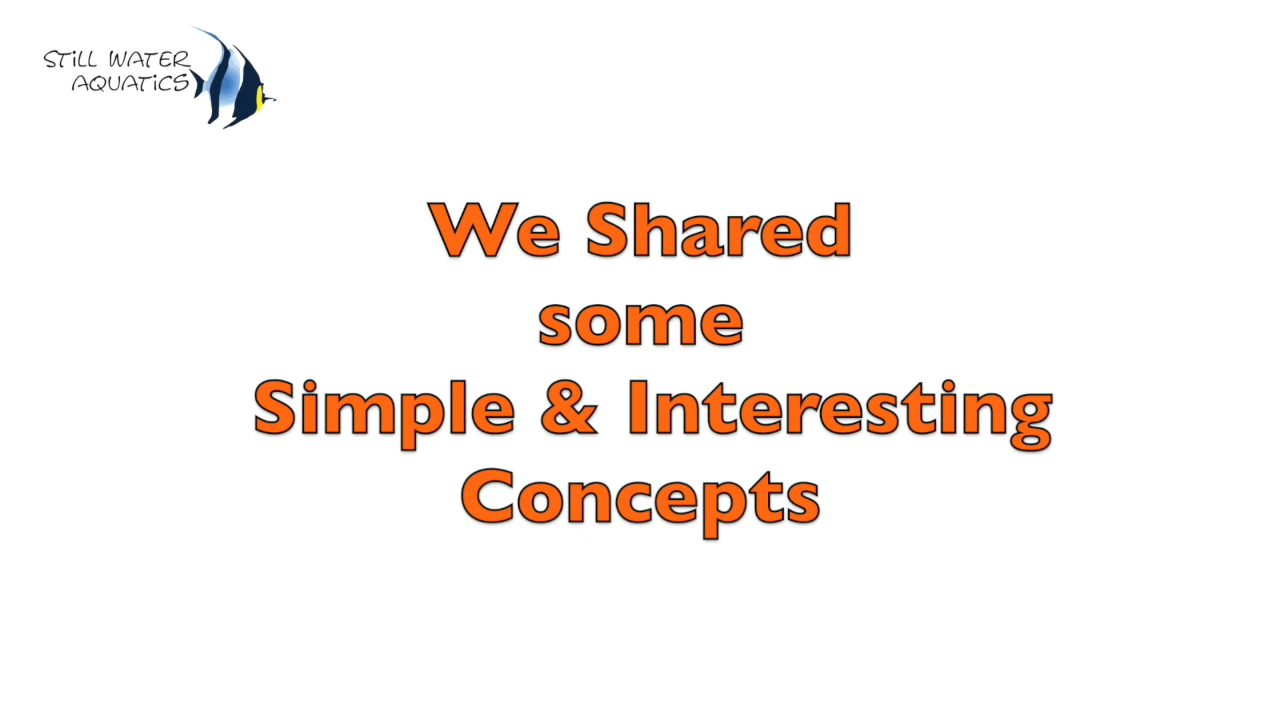 STiLL WATER
AQUATiCS
We Shared
some
Simple & Interesting
Concepts